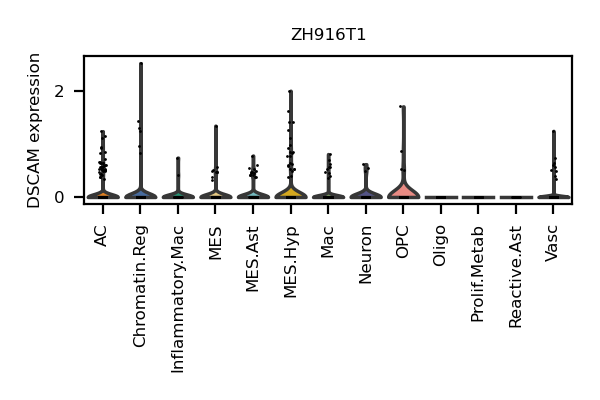 ZH916T1
DSCAM expression
2
0
AC
Chromatin.Reg
Inflammatory.Mac
MES
MES.Ast
MES.Hyp
Mac
Neuron
OPC
Oligo
Prolif.Metab
Reactive.Ast
Vasc